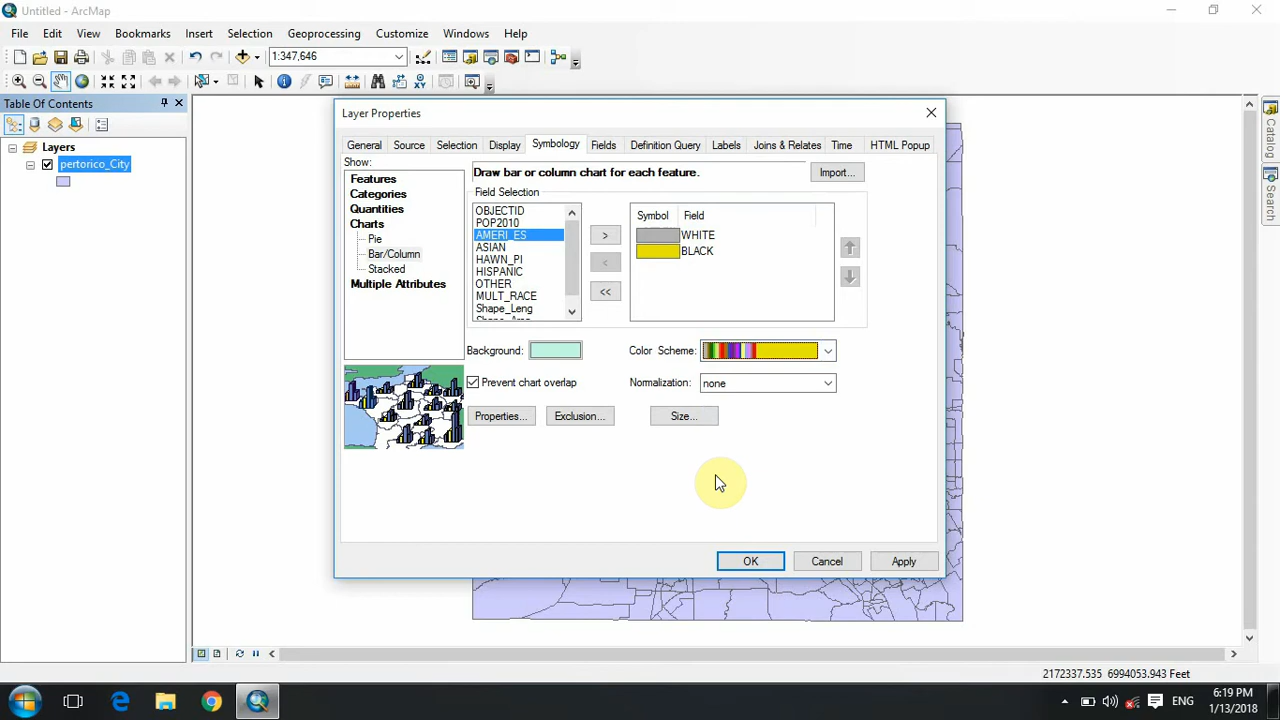 Untitled - ArcMap
File Edit View Bookmarks Insert Selection Geoprocessing Customize Windows Help
1:347,646
Table Of Contents
Layers
pertorico_City
Layer Properties
General Source Selection Display Symbology Fields Definition Query Labels Joins & Relates Time HTML Popup
Show:
Features
Categories
Quantities
Charts
Pie
Bar/Column
Stacked
Multiple Attributes
Draw bar or column chart for each feature.
Import...
Field Selection
OBJECTID
POP2010
AMERI_ES
ASIAN
HAWN_PI
HISPANIC
OTHER
MULT_RACE
Shape_Leng
> < <<
Symbol Field
WHITE
BLACK
Background:
Color Scheme:
Prevent chart overlap
Normalization: none
Properties... Exclusion... Size...
OK Cancel Apply
Catalog
Search
2172337.535 6994053.943 Feet
ENG
6:19 PM
1/13/2018